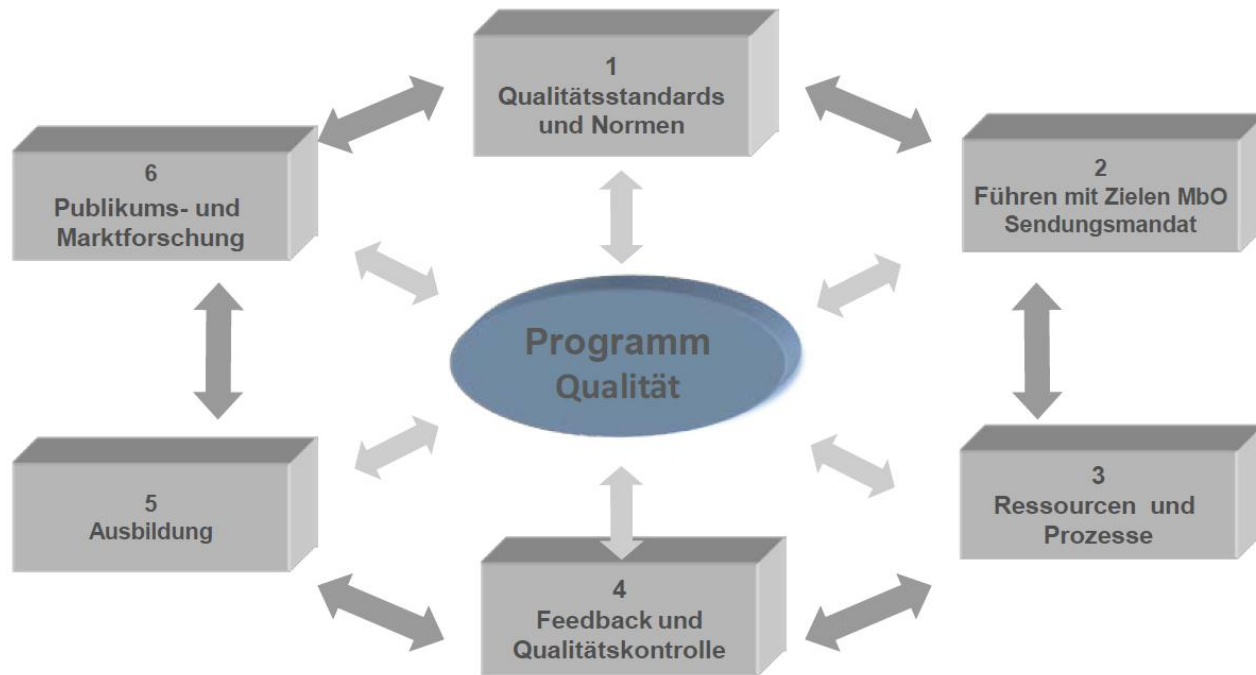 1
Qualitätsstandards
und Normen
2
Führen mit Zielen MbO
Sendungsmandat
3
Ressourcen und
Prozesse
4
Feedback und
Qualitätskontrolle
5
Ausbildung
6
Publikums- und
Marktforschung
Programm
Qualität